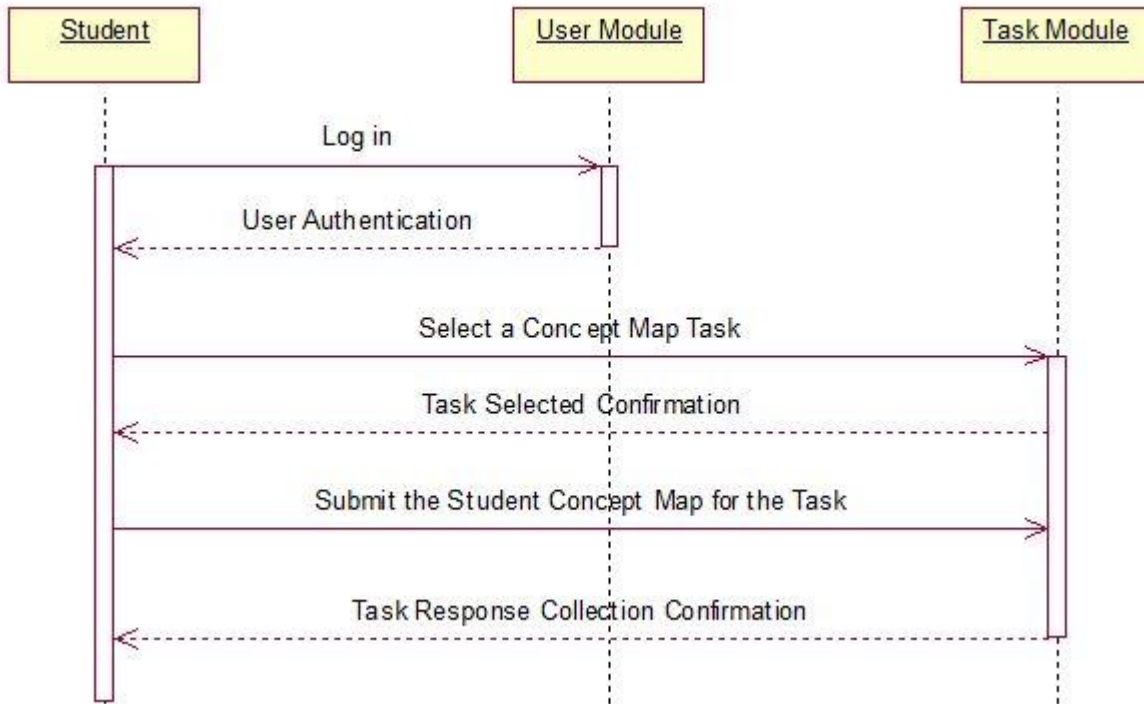 Student
User Module
Task Module
Log in
User Authentication
Select a Concept Map Task
Task Selected Confirmation
Submit the Student Concept Map for the Task
Task Response Collection Confirmation